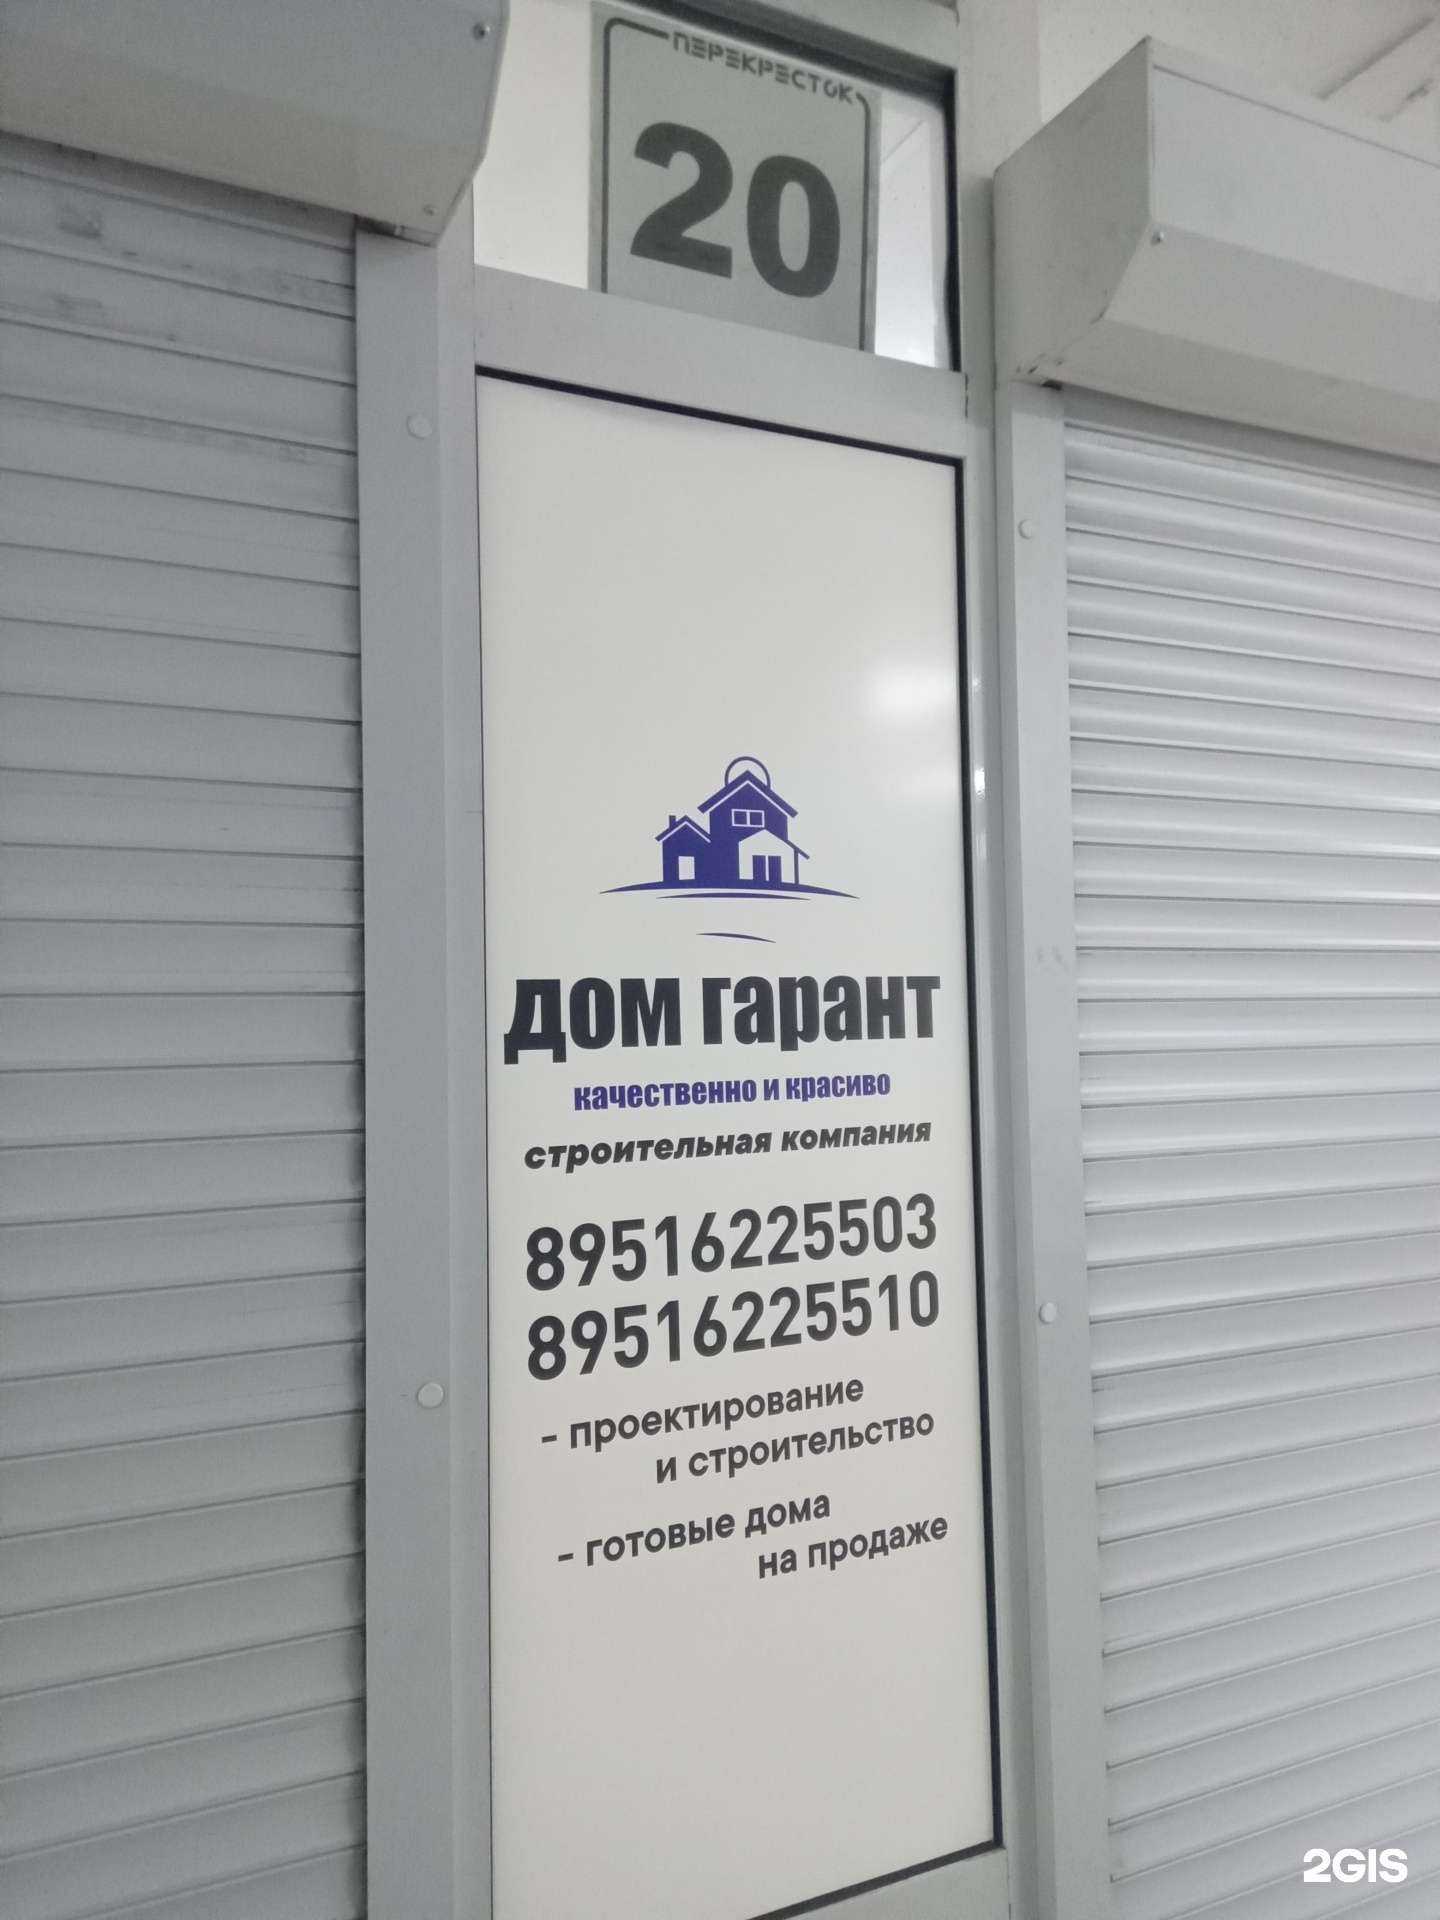 ПЕРЕКРЕСТОК
20
ДОМ ГАРАНТ
качественно и красиво
строительная компания
89516225503
89516225510
- проектирование
и строительство
- готовые дома
на продаже
2GIS